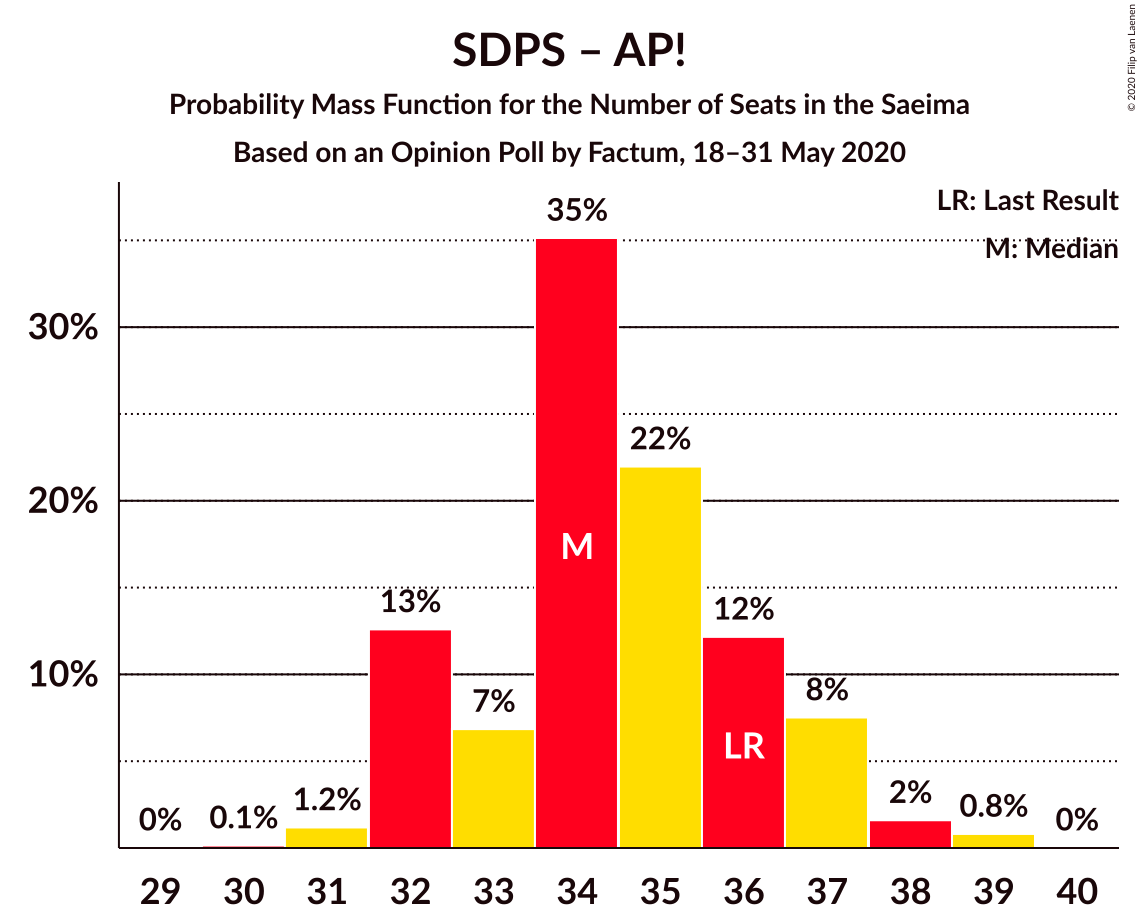 SDPS – AP!
Probability Mass Function for the Number of Seats in the Saeima
Based on an Opinion Poll by Factum, 18–31 May 2020
© 2020 Filip van Laenen
LR: Last Result
M: Median
35%
30%
22%
20%
M
13%
12%
10%
8%
7%
LR
0%
0.1%
1.2%
2%
0.8%
0%
29 30 31 32 33 34 35 36 37 38 39 40